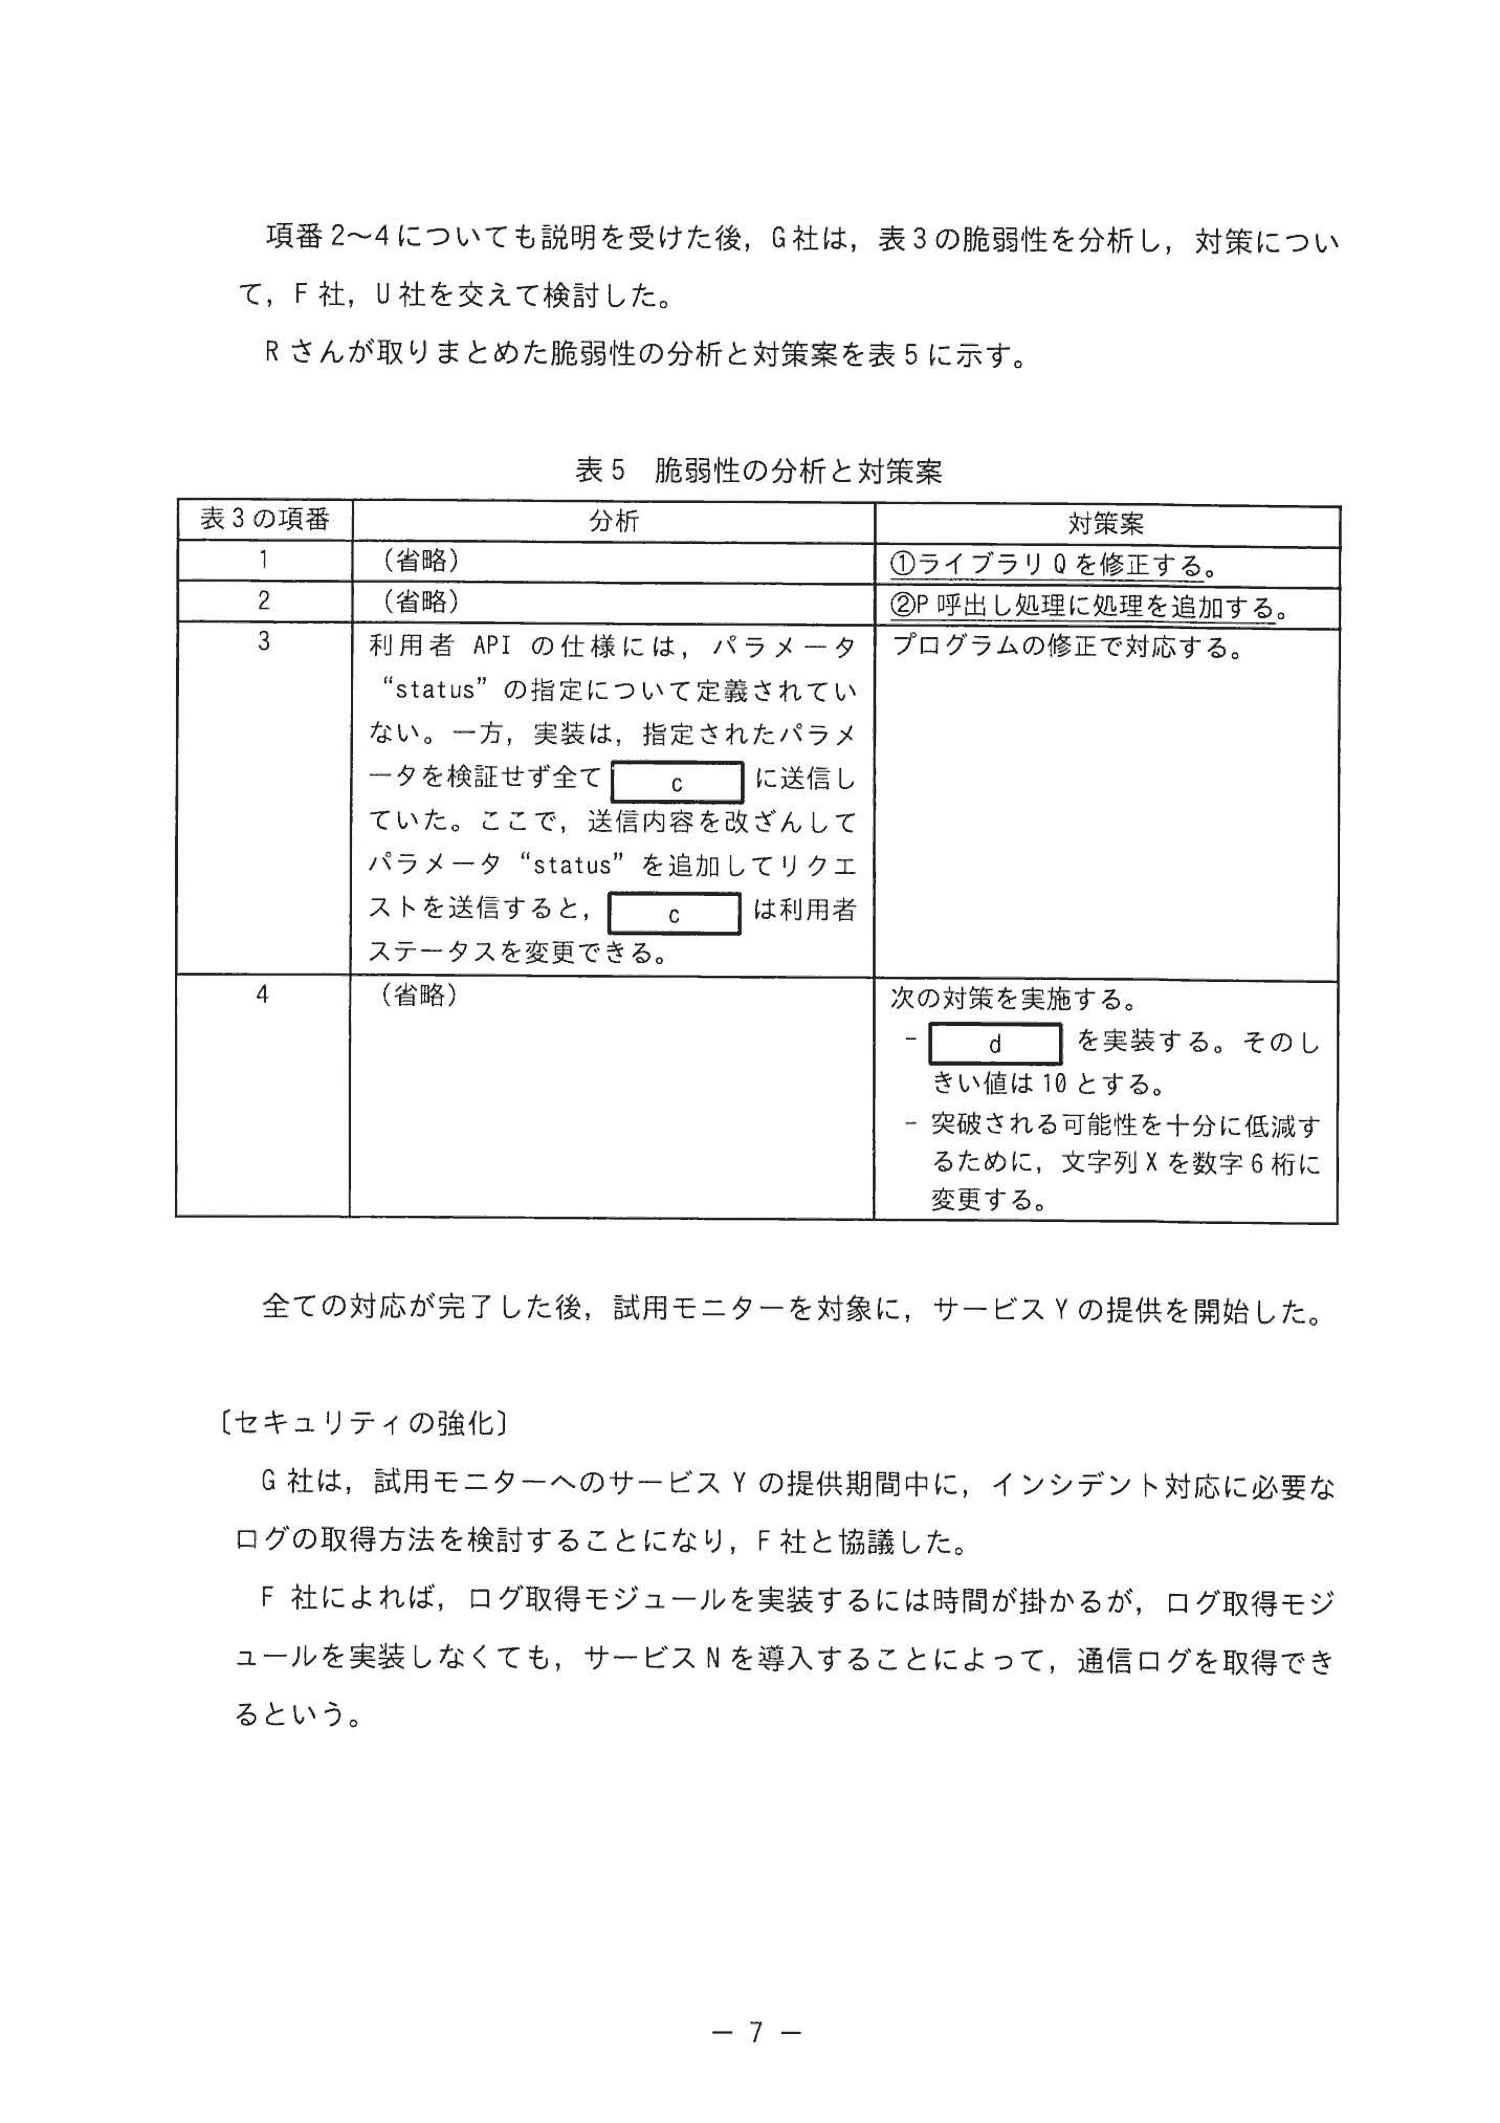 項番 2～4 についても説明を受けた後，G 社は，表 3 の脆弱性を分析し，対策につい
て，F 社，U 社を交えて検討した。
R さんが取りまとめた脆弱性の分析と対策案を表 5 に示す。
表 5　脆弱性の分析と対策案
表 3 の項番　分析　対策案
1　（省略）　①ライブラリ Q を修正する。
2　（省略）　②P 呼出し処理に処理を追加する。
3　利用者 API の仕様には，パラメータ　プログラムの修正で対応する。
“status” の指定について定義されてい
ない。一方，実装は，指定されたパラメ
ータを検証せず全て c に送信し
ていた。ここで，送信内容を改ざんして
パラメータ “status” を追加してリクエ
ストを送信すると， c は利用者
ステータスを変更できる。
4　（省略）　次の対策を実施する。
- d を実装する。そのし
きい値は 10 とする。
- 突破される可能性を十分に低減す
るために，文字列 X を数字 6 桁に
変更する。
全ての対応が完了した後，試用モニターを対象に，サービス Y の提供を開始した。
〔セキュリティの強化〕
G 社は，試用モニターへのサービス Y の提供期間中に，インシデント対応に必要な
ログの取得方法を検討することになり，F 社と協議した。
F 社によれば，ログ取得モジュールを実装するには時間が掛かるが，ログ取得モジ
ュールを実装しなくても，サービス N を導入することによって，通信ログを取得でき
るという。
－ 7 －